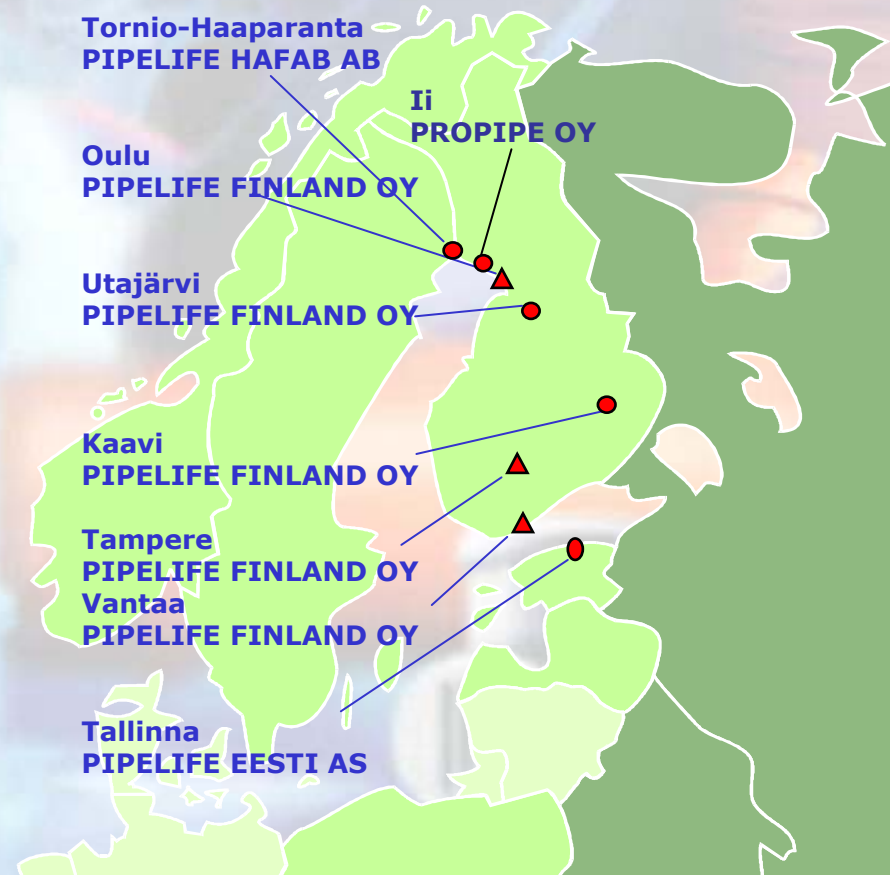 Tornio-Haaparanta
PIPELIFE HAFAB AB
Ii
PROPIPE OY
Oulu
PIPELIFE FINLAND OY
Utajärvi
PIPELIFE FINLAND OY
Kaavi
PIPELIFE FINLAND OY
Tampere
PIPELIFE FINLAND OY
Vantaa
PIPELIFE FINLAND OY
Tallinna
PIPELIFE EESTI AS